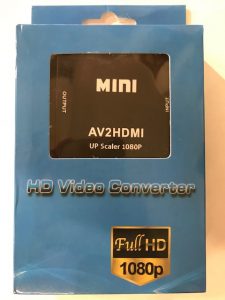 MINI
OUTPUT
INPUT
AV2HDMI
UP Scaler 1080P
HD Video Converter
Full HD
1080p